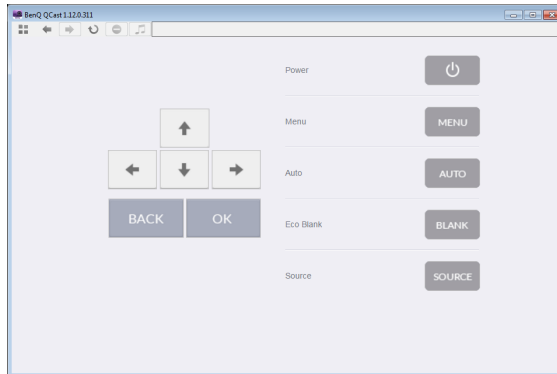 BenQ QCast 1.12.0.311
Power
Menu MENU
Auto AUTO
BACK OK
Eco Blank BLANK
Source SOURCE